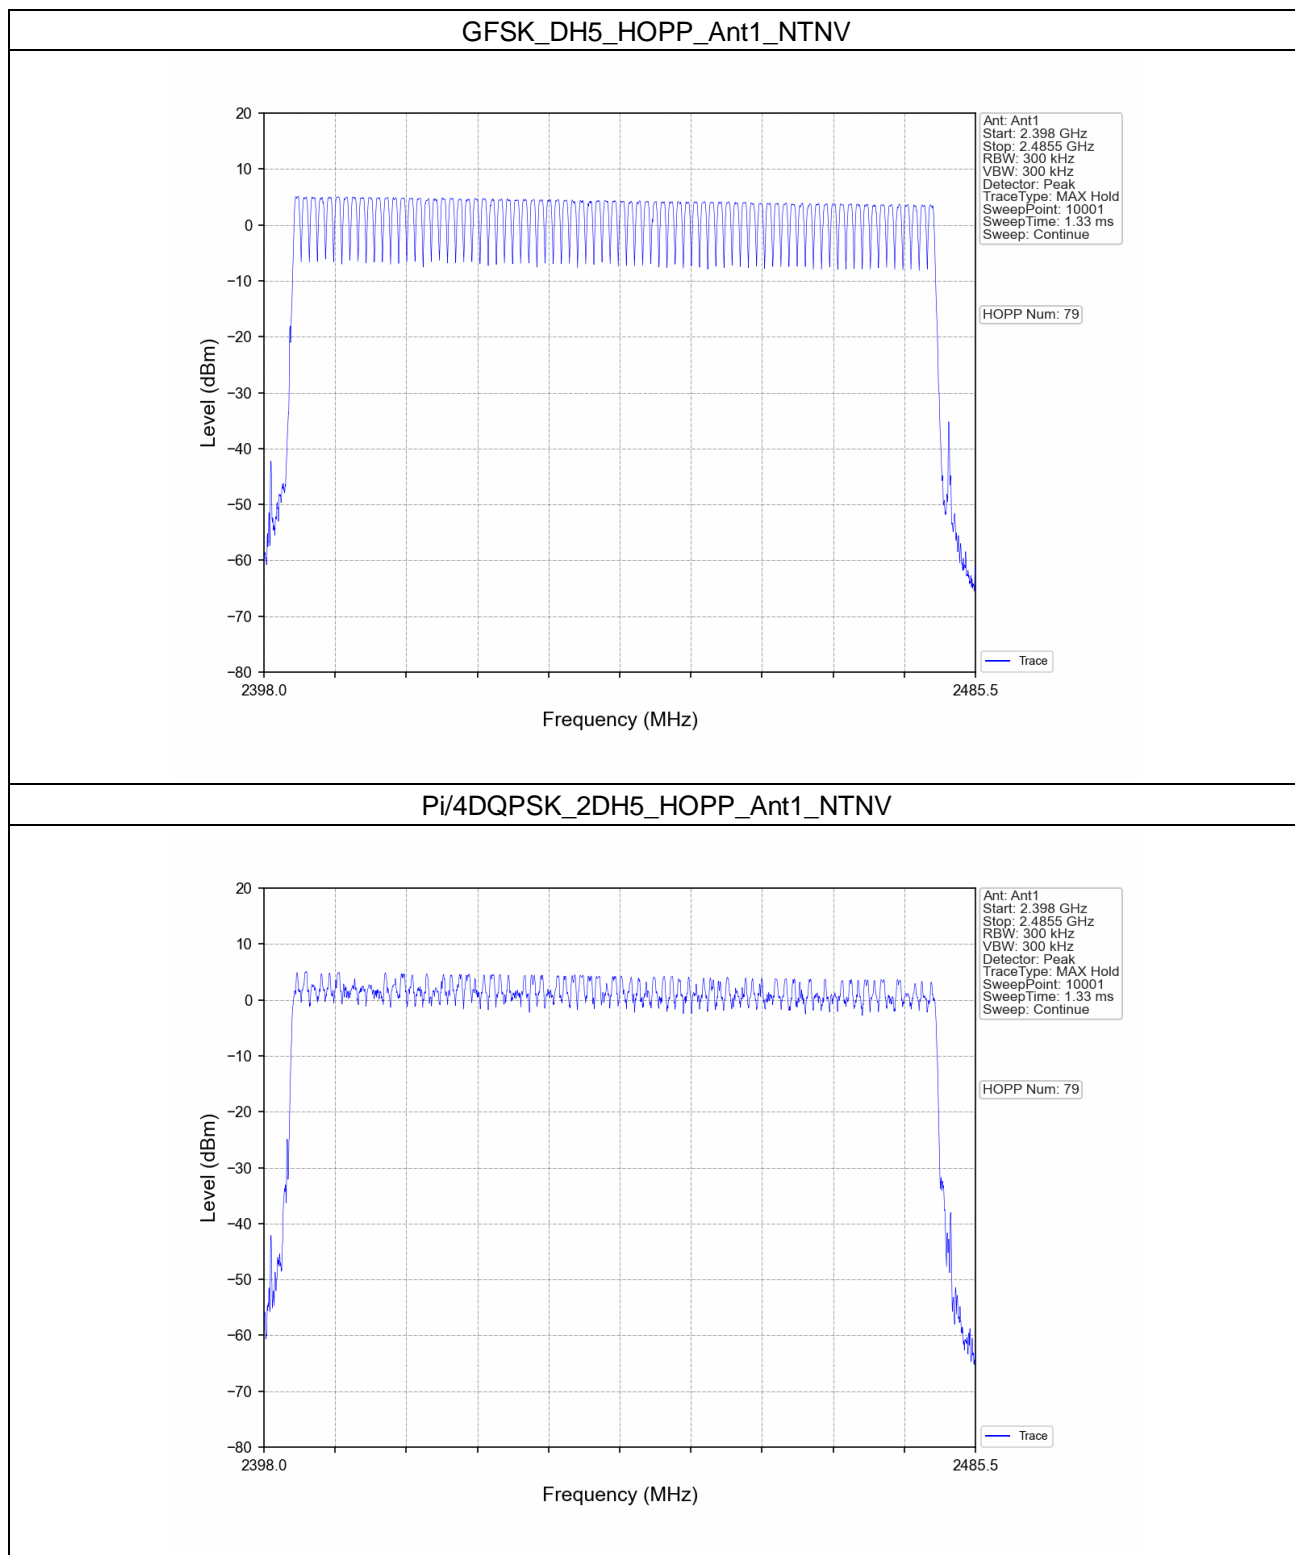 GFSK_DH5_HOPP_Ant1_NTNV
20
10
0
−10
−20
−30
−40
−50
−60
−70
−80
Level (dBm)
2398.0
2485.5
Frequency (MHz)
Ant: Ant1
Start: 2.398 GHz
Stop: 2.4855 GHz
RBW: 300 kHz
VBW: 300 kHz
Detector: Peak
TraceType: MAX Hold
SweepPoint: 10001
SweepTime: 1.33 ms
Sweep: Continue
HOPP Num: 79
Trace
Pi/4DQPSK_2DH5_HOPP_Ant1_NTNV
20
10
0
−10
−20
−30
−40
−50
−60
−70
−80
Level (dBm)
2398.0
2485.5
Frequency (MHz)
Ant: Ant1
Start: 2.398 GHz
Stop: 2.4855 GHz
RBW: 300 kHz
VBW: 300 kHz
Detector: Peak
TraceType: MAX Hold
SweepPoint: 10001
SweepTime: 1.33 ms
Sweep: Continue
HOPP Num: 79
Trace